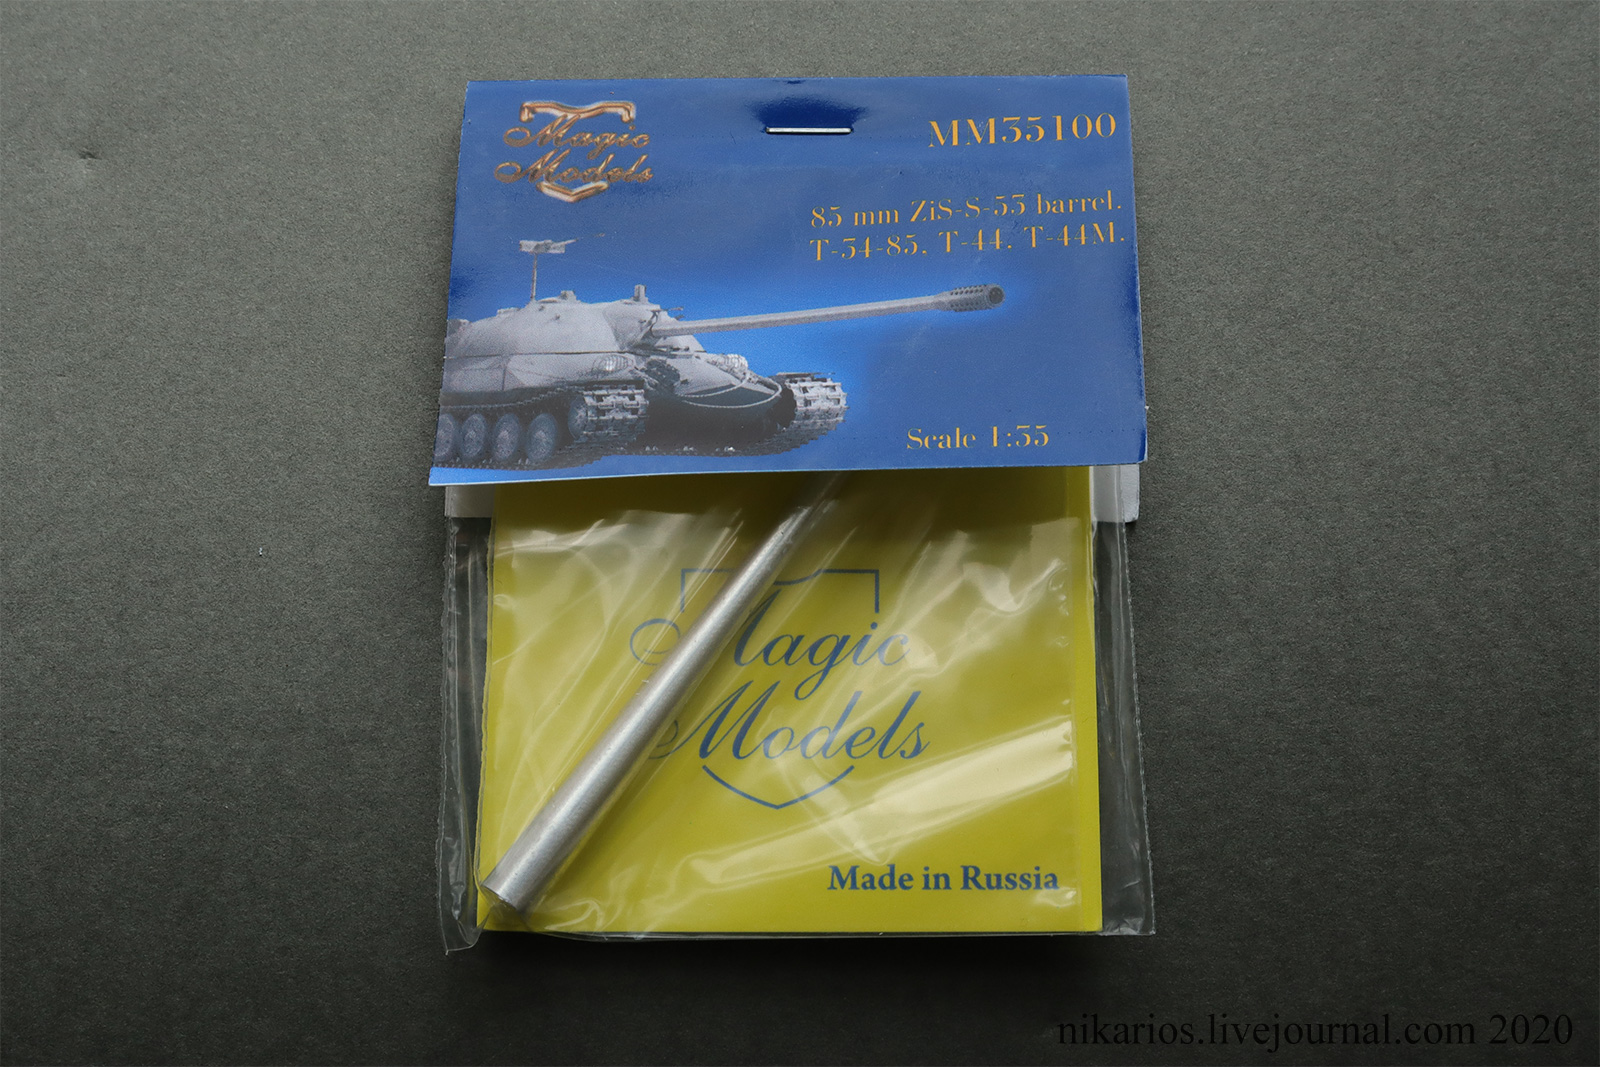 Magic
Models
MM35100
85 mm ZiS-S-53 barrel.
T-34-85, T-44, T-44M.
Scale 1:35
Magic
Models
Made in Russia
nikarios.livejournal.com 2020